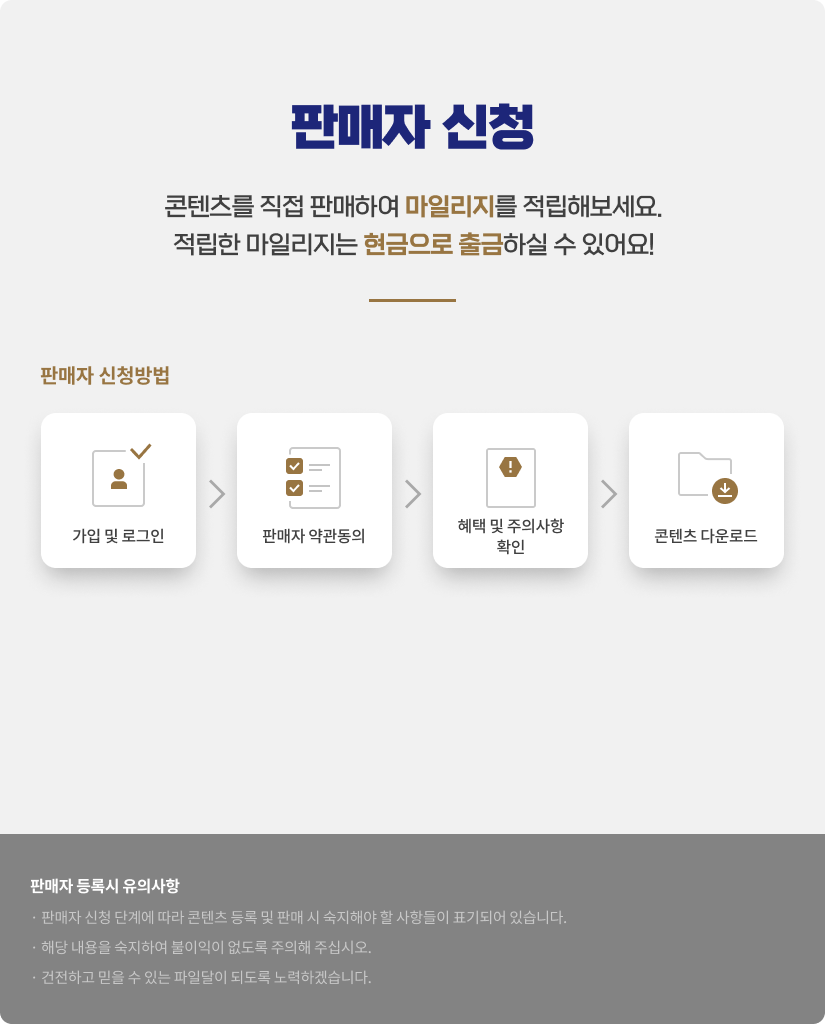 판매자 신청
콘텐츠를 직접 판매하여 마일리지를 적립해보세요.
적립한 마일리지는 현금으로 출금하실 수 있어요!
판매자 신청방법
가입 및 로그인
판매자 약관동의
혜택 및 주의사항
확인
콘텐츠 다운로드
판매자 등록시 유의사항
· 판매자 신청 단계에 따라 콘텐츠 등록 및 판매 시 숙지해야 할 사항들이 표기되어 있습니다.
· 해당 내용을 숙지하여 불이익이 없도록 주의해 주십시오.
· 건전하고 믿을 수 있는 파일달이 되도록 노력하겠습니다.